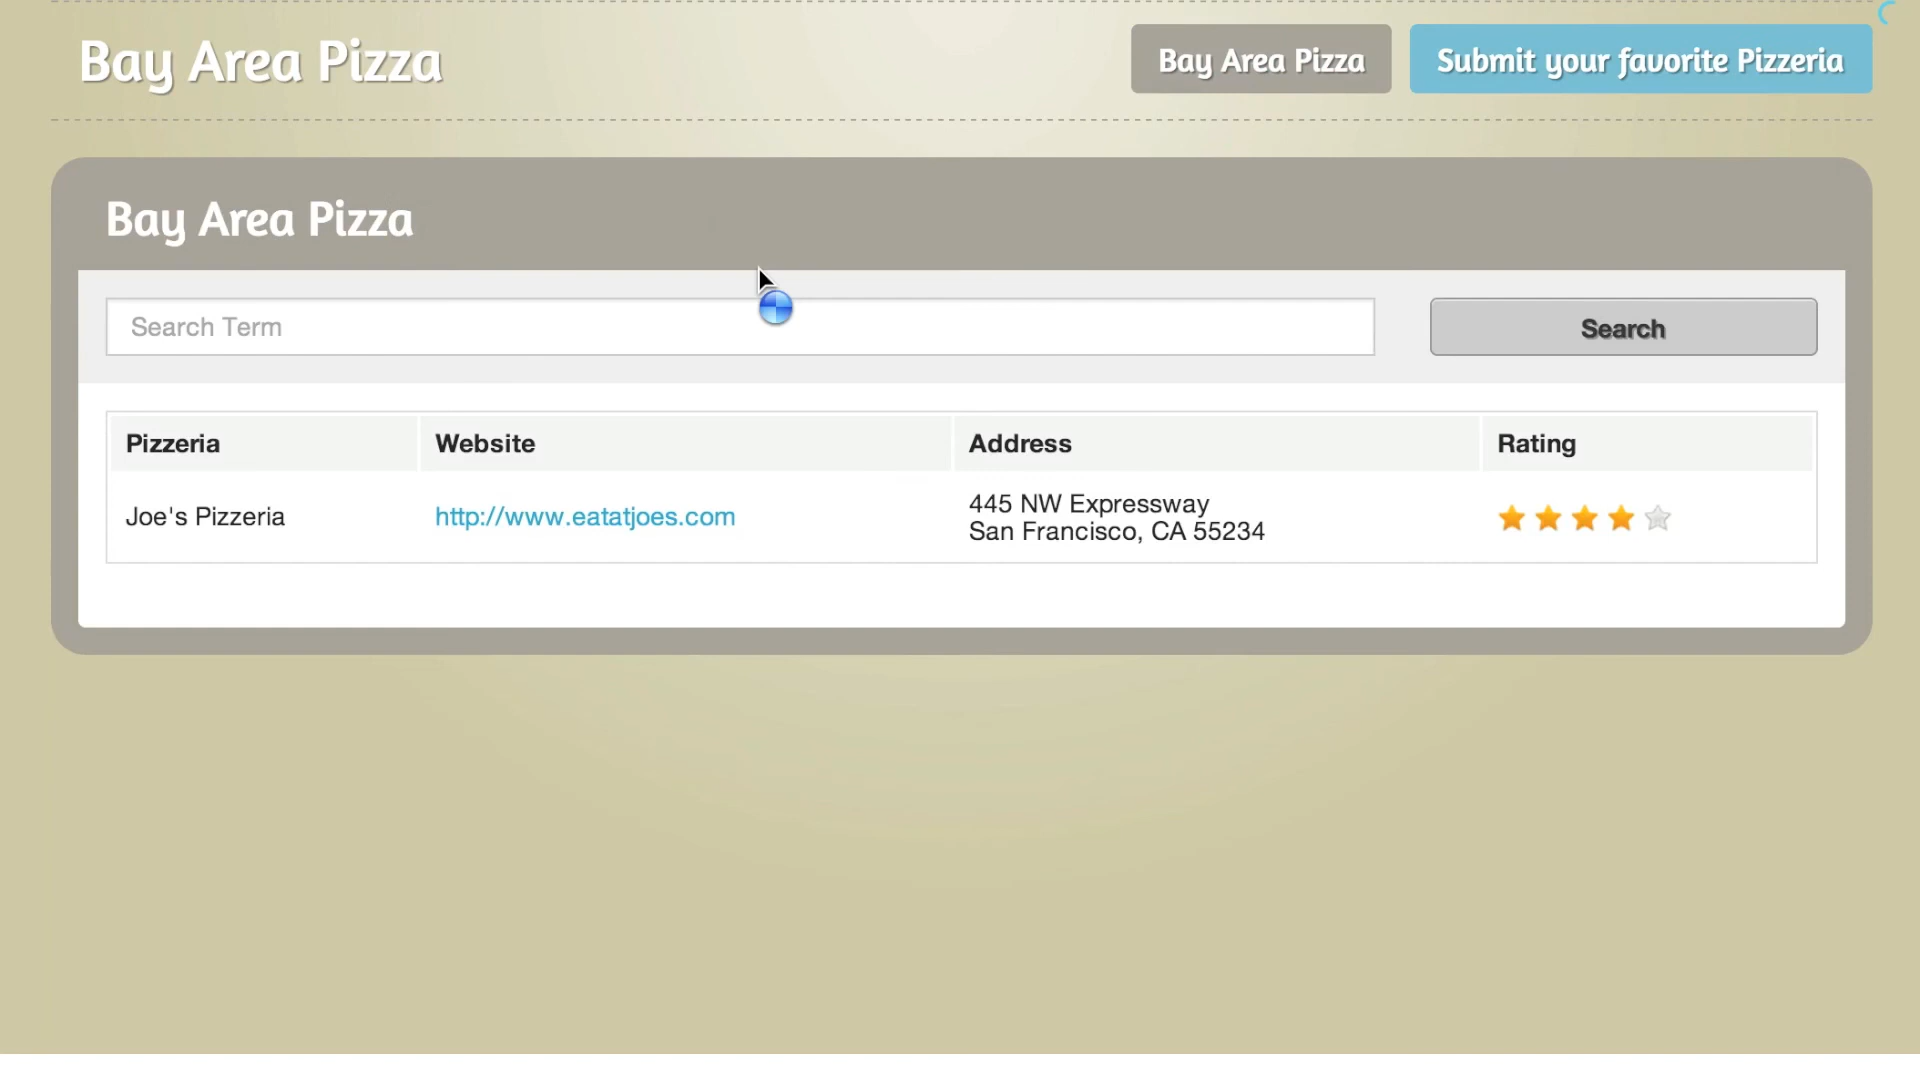 Bay Area Pizza
Bay Area Pizza
Submit your favorite Pizzeria
Bay Area Pizza
Search Term
Search
Pizzeria
Website
Address
Rating
Joe's Pizzeria
http://www.eatatjoes.com
445 NW Expressway
San Francisco, CA 55234